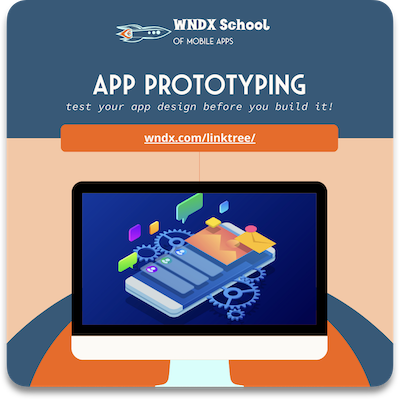 WNDX School
OF MOBILE APPS
APP PROTOTYPING
test your app design before you build it!
wndx.com/linktree/